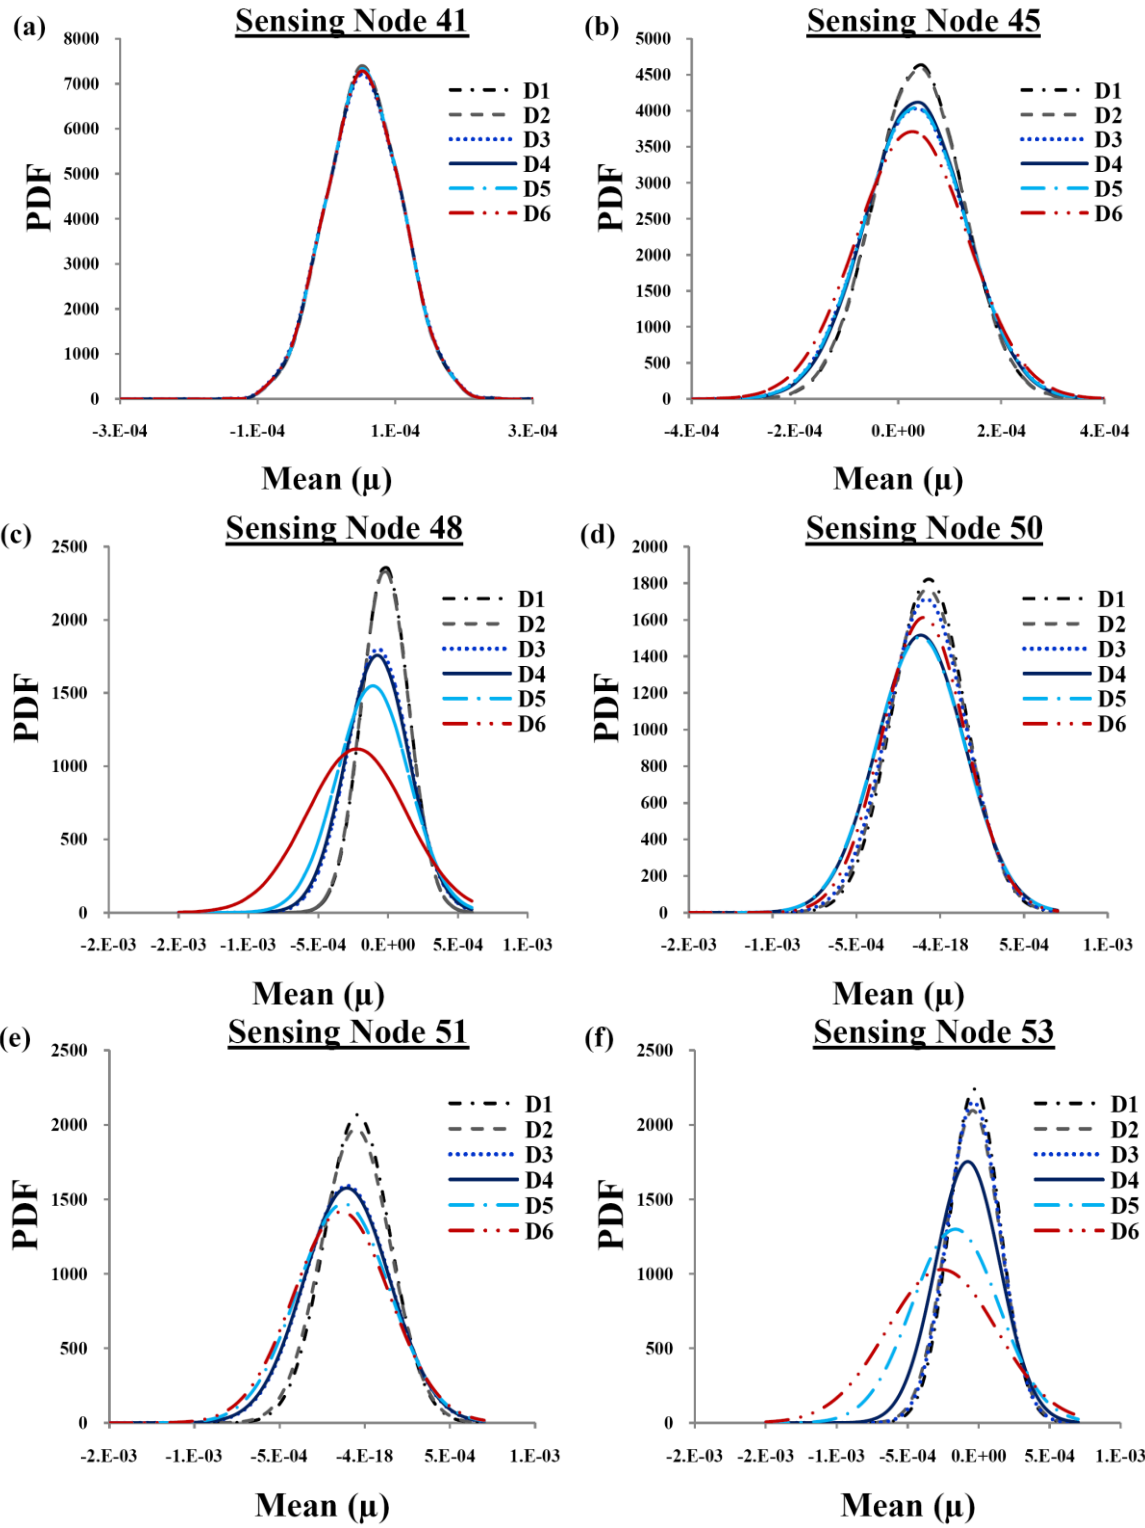 (a) Sensing Node 41
8000
7000
6000
5000
4000
3000
2000
1000
0
PDF
D1
D2
D3
D4
D5
D6
-3.E-04 -1.E-04 1.E-04 3.E-04
Mean (μ)
(b) Sensing Node 45
5000
4500
4000
3500
3000
2500
2000
1500
1000
500
0
PDF
D1
D2
D3
D4
D5
D6
-4.E-04 -2.E-04 0.E+00 2.E-04 4.E-04
Mean (μ)
(c) Sensing Node 48
2500
2000
1500
1000
500
0
PDF
D1
D2
D3
D4
D5
D6
-2.E-03 -2.E-03 -1.E-03 -5.E-04 0.E+00 5.E-04 1.E-03
Mean (μ)
(d) Sensing Node 50
2000
1800
1600
1400
1200
1000
800
600
400
200
0
PDF
D1
D2
D3
D4
D5
D6
-2.E-03 -1.E-03 -5.E-04 -4.E-18 5.E-04 1.E-03
Mean (μ)
(e) Sensing Node 51
2500
2000
1500
1000
500
0
PDF
D1
D2
D3
D4
D5
D6
-2.E-03 -1.E-03 -5.E-04 -4.E-18 5.E-04 1.E-03
Mean (μ)
(f) Sensing Node 53
2500
2000
1500
1000
500
0
PDF
D1
D2
D3
D4
D5
D6
-2.E-03 -2.E-03 -1.E-03 -5.E-04 0.E+00 5.E-04 1.E-03
Mean (μ)